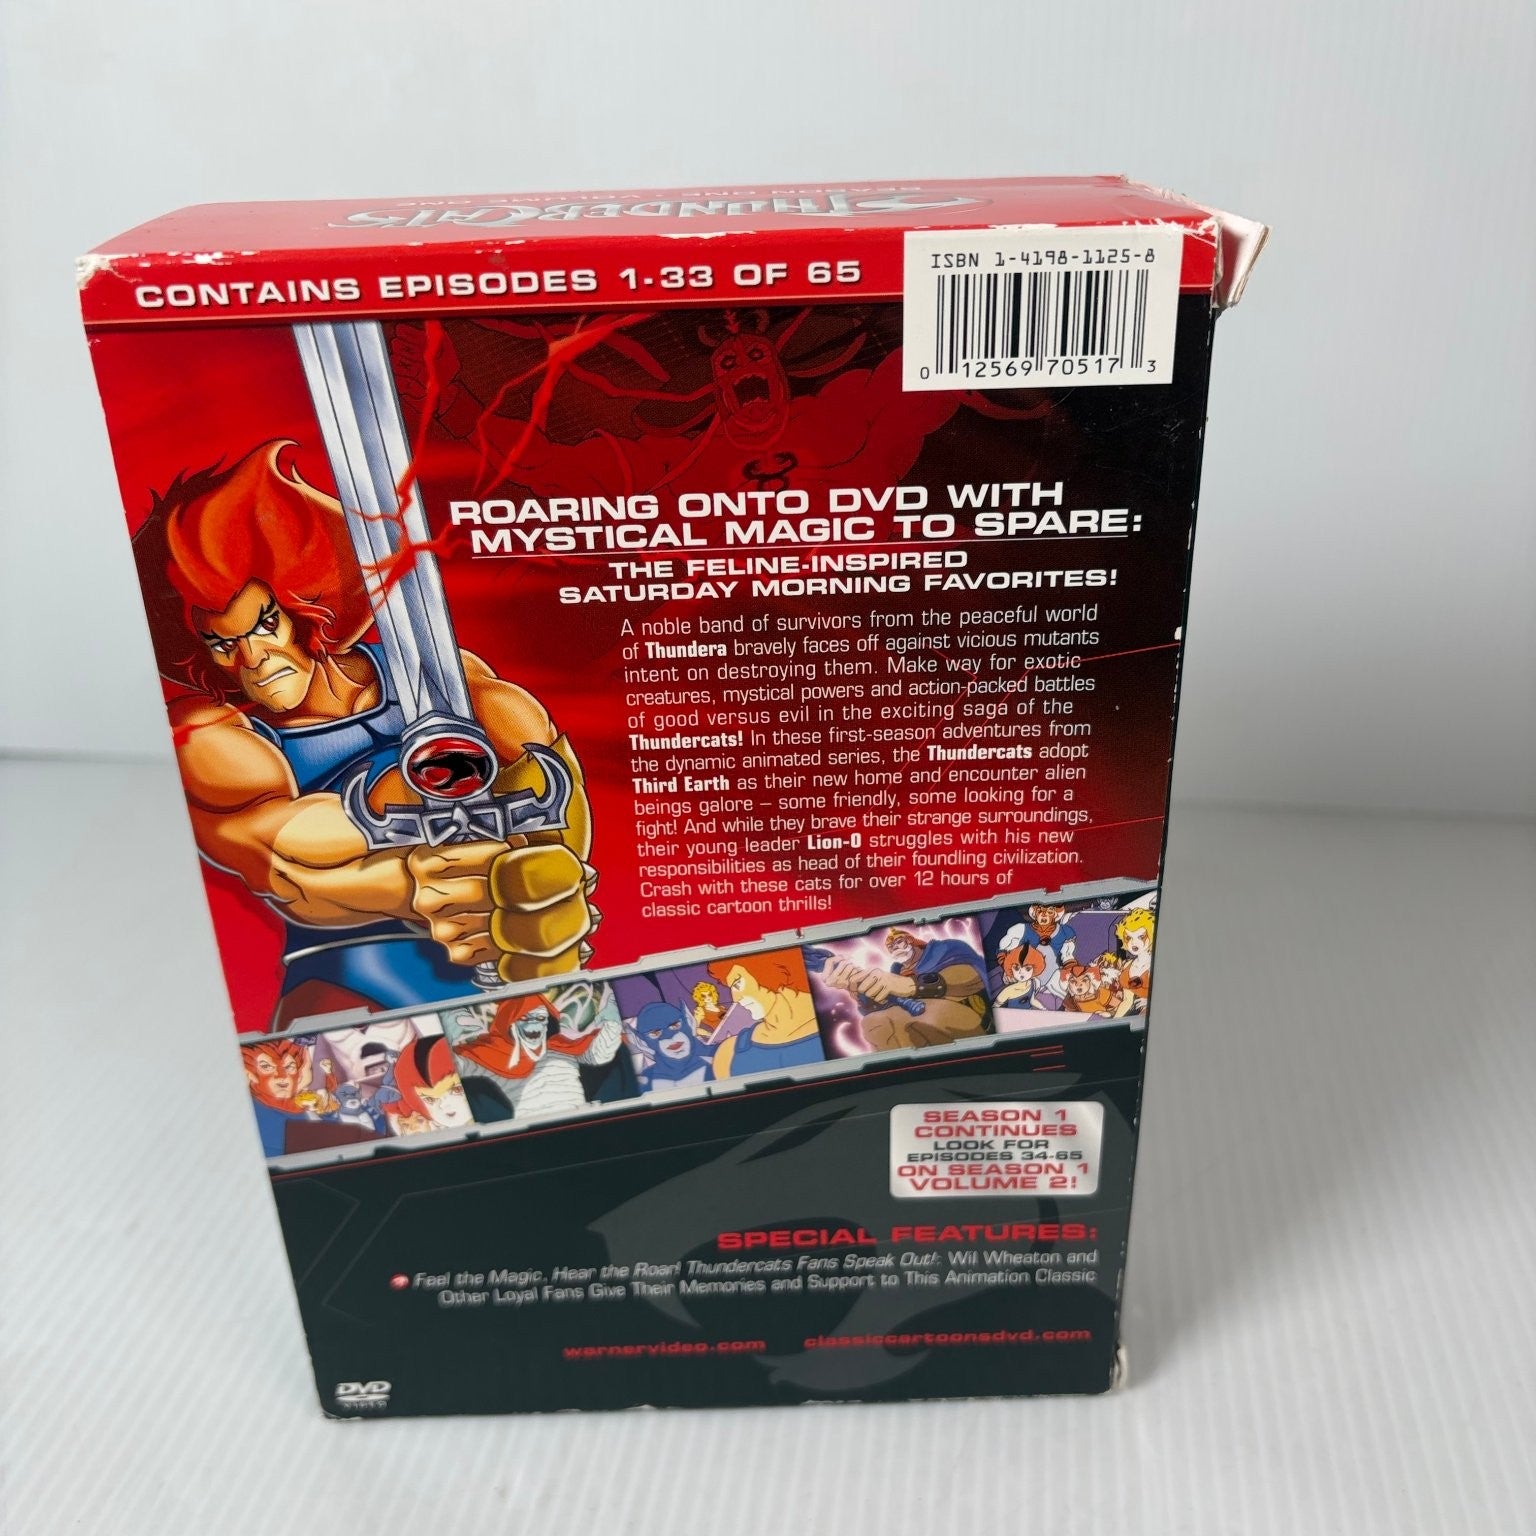 THUNDERCATS
SEASON ONE • VOLUME ONE
CONTAINS EPISODES 1-33 OF 65
ISBN 1-4198-1125-8
0 12569 70517 3
ROARING ONTO DVD WITH
MYSTICAL MAGIC TO SPARE:
THE FELINE-INSPIRED
SATURDAY MORNING FAVORITES!
A noble band of survivors from the peaceful world
of Thundera bravely faces off against vicious mutants
intent on destroying them. Make way for exotic
creatures, mystical powers and action-packed battles
of good versus evil in the exciting saga of the
Thundercats! In these first-season adventures from
the dynamic animated series, the Thundercats adopt
Third Earth as their new home and encounter alien
beings galore – some friendly, some looking for a
fight! And while they brave their strange surroundings,
their young leader Lion-O struggles with his new
responsibilities as head of their foundling civilization.
Crash with these cats for over 12 hours of
classic cartoon thrills!
SEASON 1
CONTINUES
LOOK FOR
EPISODES 34-65
ON SEASON 1
VOLUME 2!
SPECIAL FEATURES:
Feel the Magic, Hear the Roar! Thundercats Fans Speak Out!: Wil Wheaton and
Other Loyal Fans Give Their Memories and Support to This Animation Classic
warnervideo.com classiccartoonsdvd.com
DVD
VIDEO